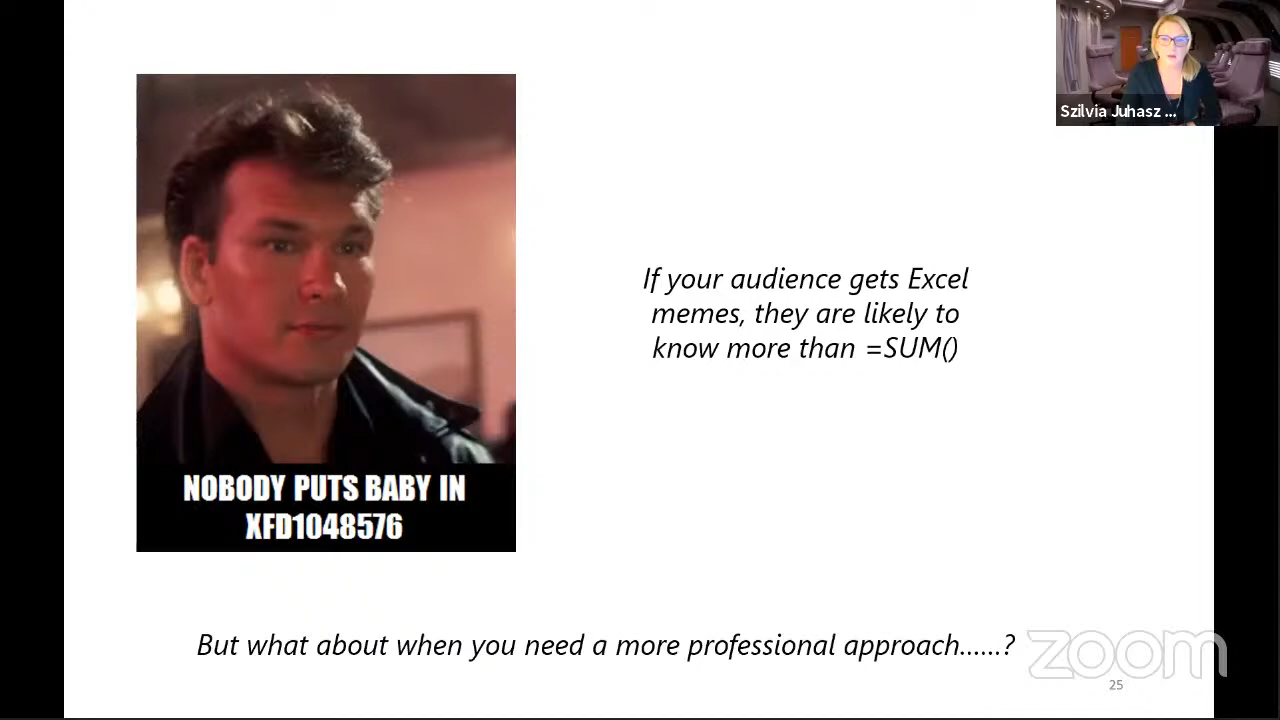 Szilvia Juhasz ...
If your audience gets Excel
memes, they are likely to
know more than =SUM()
NOBODY PUTS BABY IN
XFD1048576
But what about when you need a more professional approach......?
zoom
25